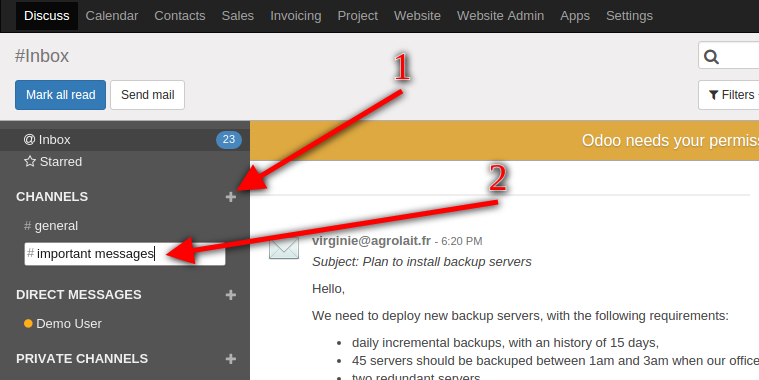 Discuss Calendar Contacts Sales Invoicing Project Website Website Admin Apps Settings
#Inbox
Mark all read Send mail
Filters
1
Inbox 23
Starred
Odoo needs your permis
CHANNELS +
2
# general
# important messages
virginie@agrolait.fr - 6:20 PM
Subject: Plan to install backup servers
DIRECT MESSAGES +
Hello,
Demo User
We need to deploy new backup servers, with the following requirements:
• daily incremental backups, with an history of 15 days,
PRIVATE CHANNELS +
• 45 servers should be backuped between 1am and 3am when our office
• two redundant servers